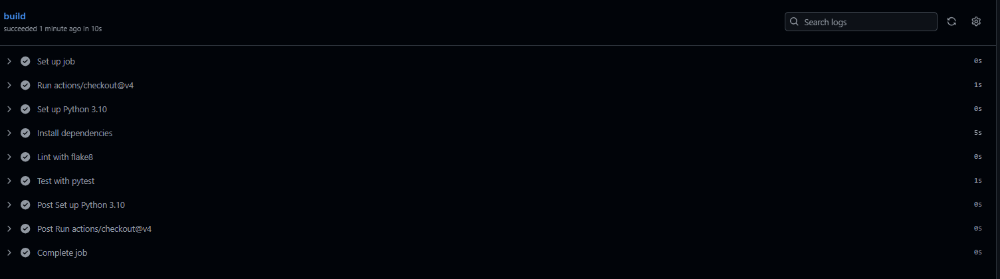 build
succeeded 1 minute ago in 10s
Search logs
Set up job 0s
Run actions/checkout@v4 1s
Set up Python 3.10 0s
Install dependencies 5s
Lint with flake8 0s
Test with pytest 1s
Post Set up Python 3.10 0s
Post Run actions/checkout@v4 0s
Complete job 0s